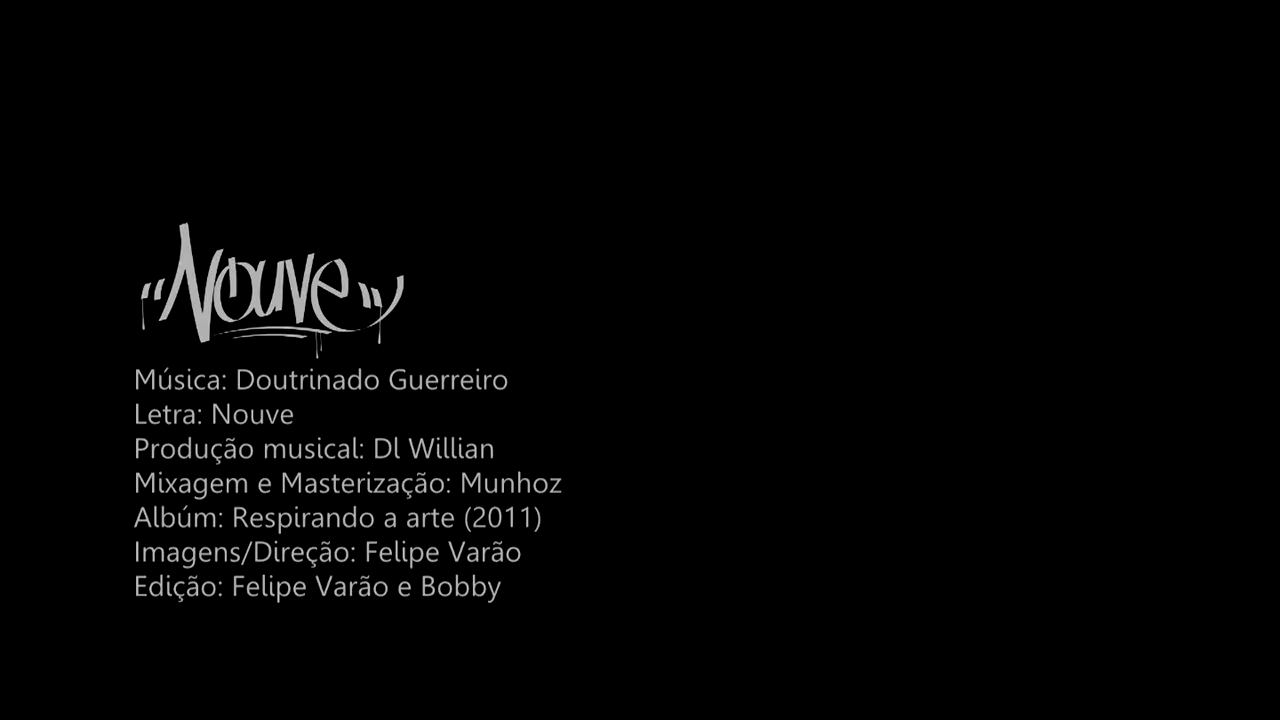 "Nouve"
Música: Doutrinado Guerreiro
Letra: Nouve
Produção musical: Dl Willian
Mixagem e Masterização: Munhoz
Albúm: Respirando a arte (2011)
Imagens/Direção: Felipe Varão
Edição: Felipe Varão e Bobby